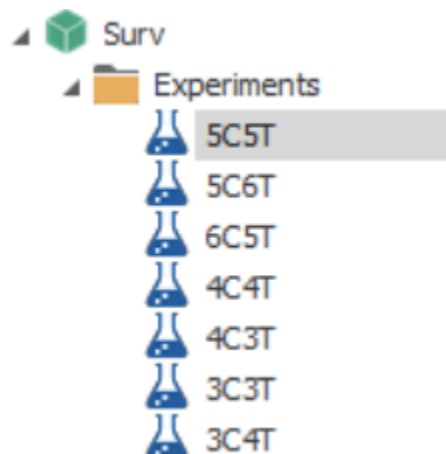 Surv
Experiments
5C5T
5C6T
6C5T
4C4T
4C3T
3C3T
3C4T